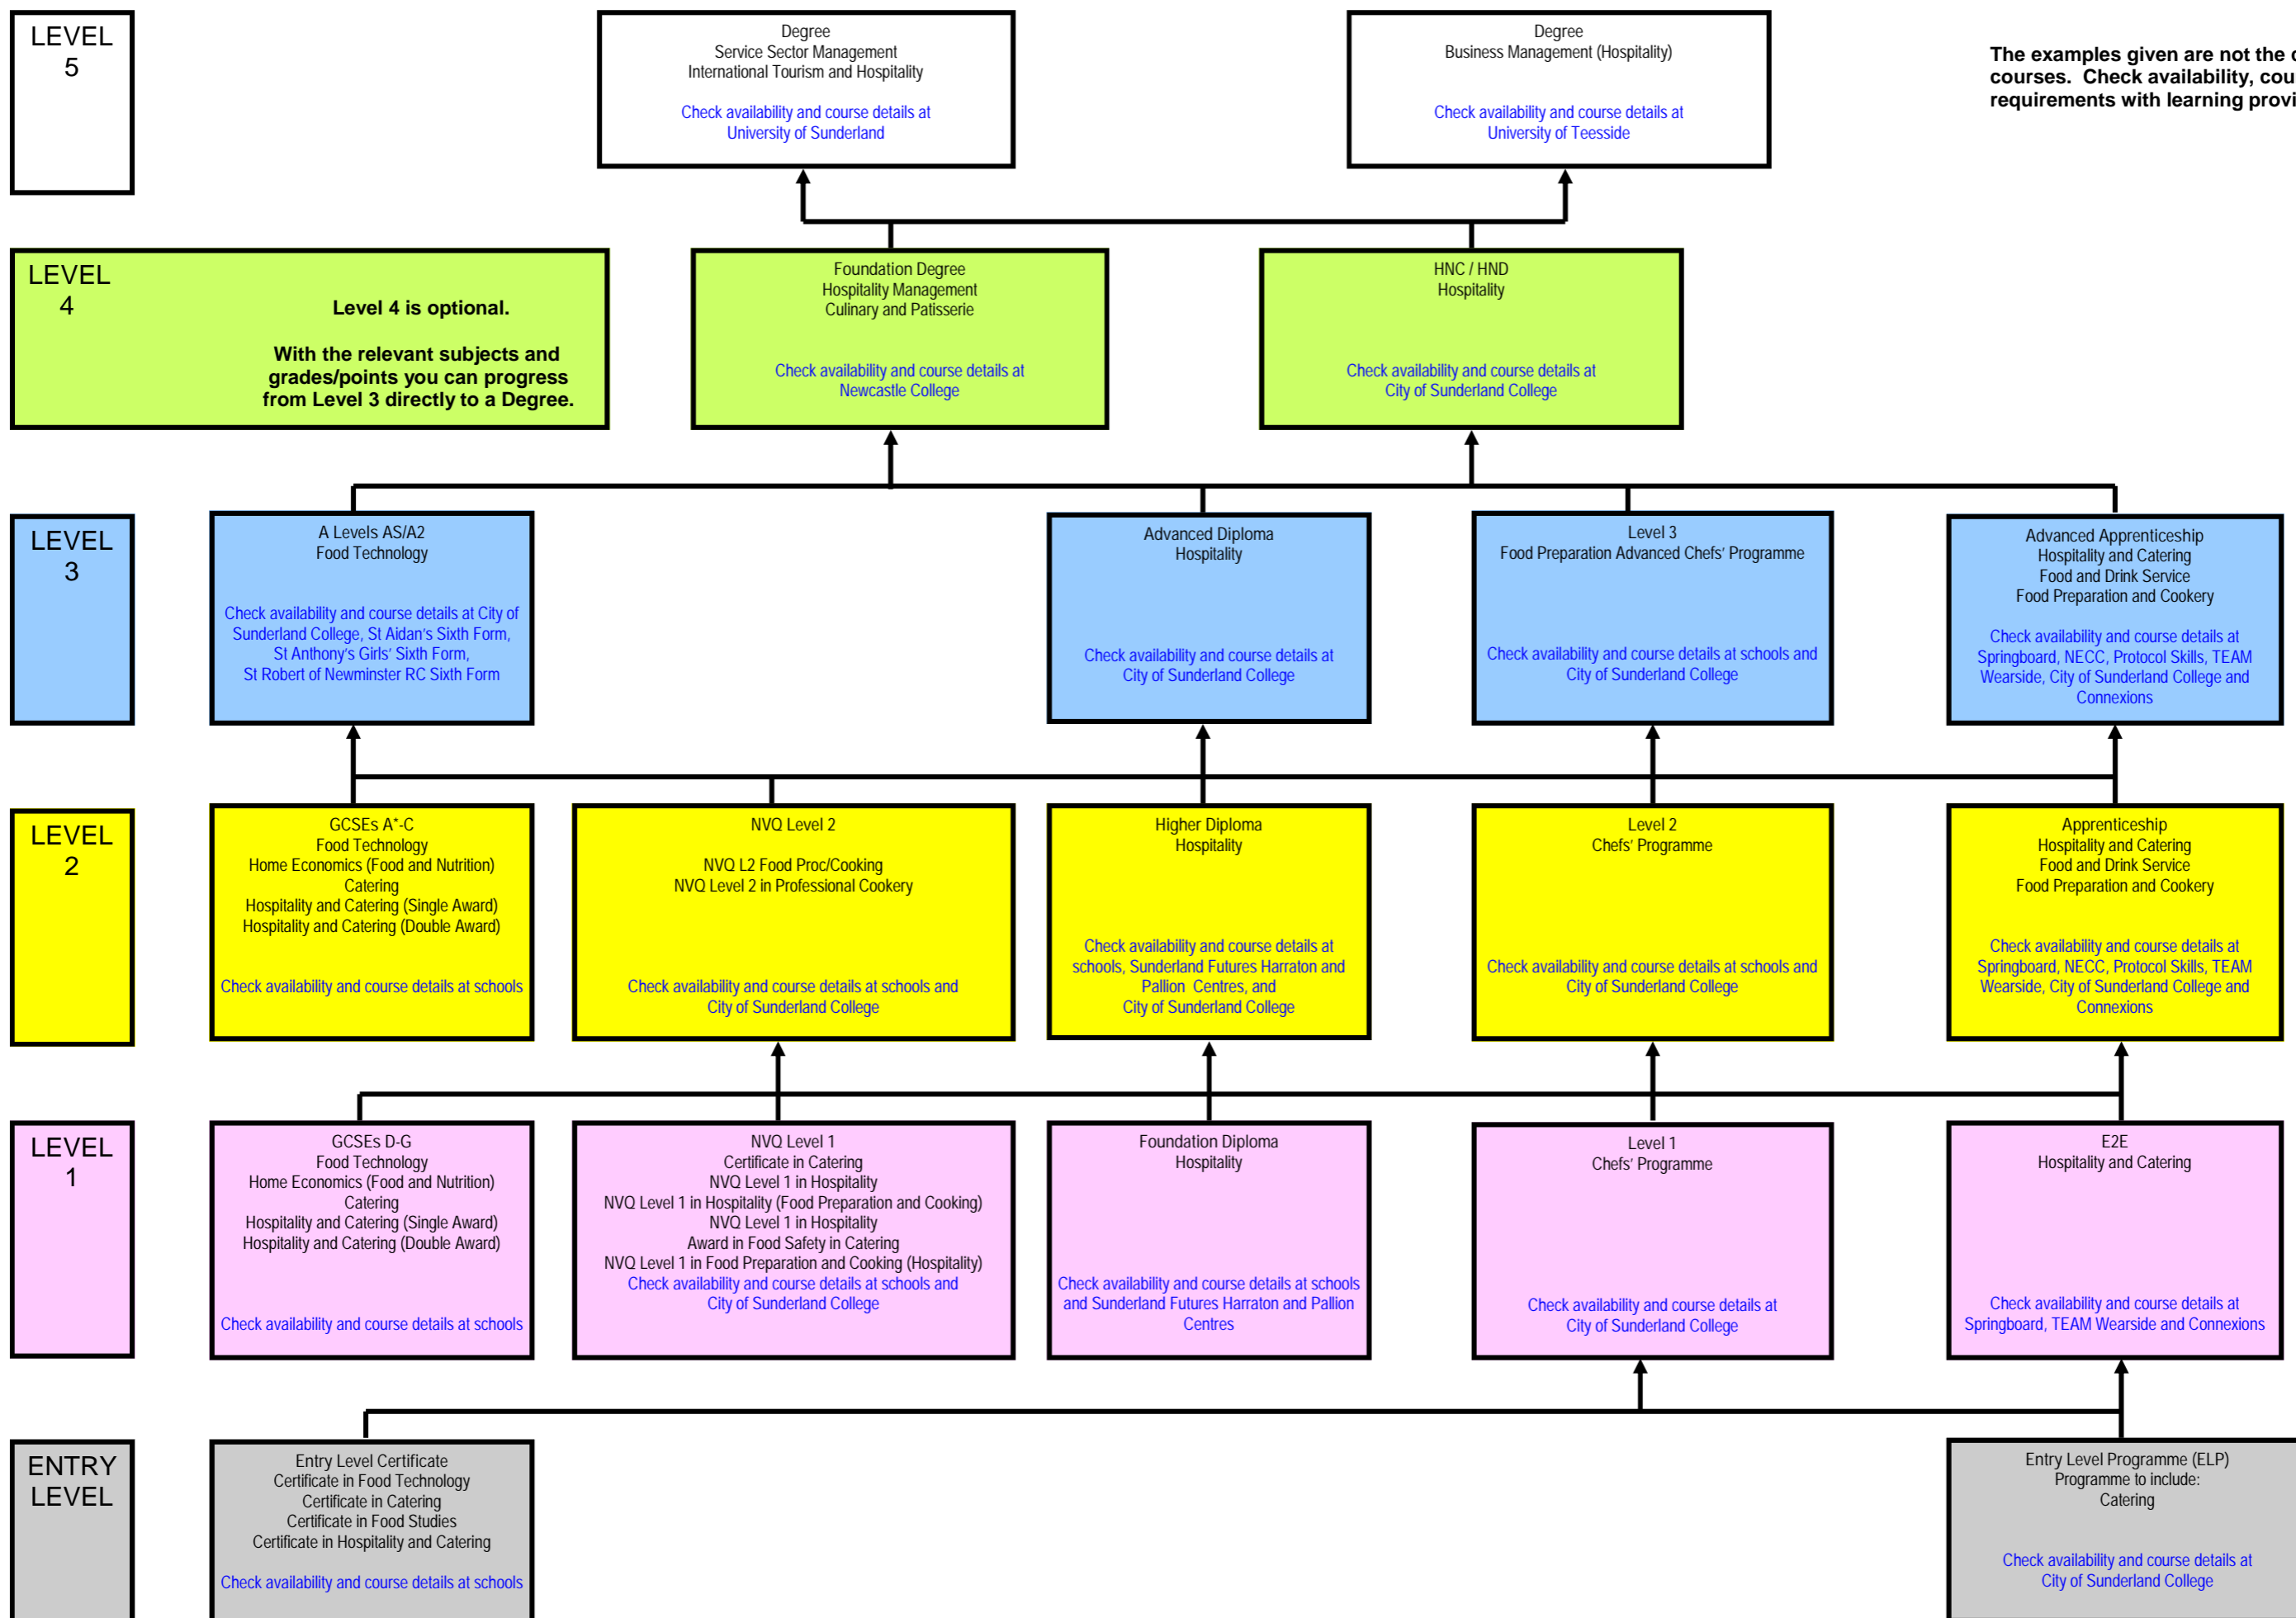 LEVEL
5
Degree
Service Sector Management
International Tourism and Hospitality
Check availability and course details at
University of Sunderland
Degree
Business Management (Hospitality)
Check availability and course details at
University of Teesside
The examples given are not the
courses.  Check availability,
requirements with learning
LEVEL
4
Level 4 is optional.
With the relevant subjects and
grades/points you can progress
from Level 3 directly to a Degree.
Foundation Degree
Hospitality Management
Culinary and Patisserie
Check availability and course details at
Newcastle College
HNC / HND
Hospitality
Check availability and course details at
City of Sunderland College
LEVEL
3
A Levels AS/A2
Food Technology
Check availability and course details at City of
Sunderland College, St Aidan's Sixth Form,
St Anthony's Girls' Sixth Form,
St Robert of Newminster RC Sixth Form
Advanced Diploma
Hospitality
Check availability and course details at
City of Sunderland College
Level 3
Food Preparation Advanced Chefs' Programme
Check availability and course details at schools and
City of Sunderland College
Advanced Apprenticeship
Hospitality and Catering
Food and Drink Service
Food Preparation and Cookery
Check availability and course details at
Springboard, NECC, Protocol Skills, TEAM
Wearside, City of Sunderland College and
Connexions
LEVEL
2
GCSEs A*-C
Food Technology
Home Economics (Food and Nutrition)
Catering
Hospitality and Catering (Single Award)
Hospitality and Catering (Double Award)
Check availability and course details at schools
NVQ Level 2
NVQ L2 Food Proc/Cooking
NVQ Level 2 in Professional Cookery
Check availability and course details at schools and
City of Sunderland College
Higher Diploma
Hospitality
Check availability and course details at
schools, Sunderland Futures Harraton and
Pallion  Centres, and
City of Sunderland College
Level 2
Chefs' Programme
Check availability and course details at schools and
City of Sunderland College
Apprenticeship
Hospitality and Catering
Food and Drink Service
Food Preparation and Cookery
Check availability and course details at
Springboard, NECC, Protocol Skills, TEAM
Wearside, City of Sunderland College and
Connexions
LEVEL
1
GCSEs D-G
Food Technology
Home Economics (Food and Nutrition)
Catering
Hospitality and Catering (Single Award)
Hospitality and Catering (Double Award)
Check availability and course details at schools
NVQ Level 1
Certificate in Catering
NVQ Level 1 in Hospitality
NVQ Level 1 in Hospitality (Food Preparation and Cooking)
NVQ Level 1 in Hospitality
Award in Food Safety in Catering
NVQ Level 1 in Food Preparation and Cooking (Hospitality)
Check availability and course details at schools and
City of Sunderland College
Foundation Diploma
Hospitality
Check availability and course details at schools
and Sunderland Futures Harraton and Pallion
Centres
Level 1
Chefs' Programme
Check availability and course details at
City of Sunderland College
E2E
Hospitality and Catering
Check availability and course details at
Springboard, TEAM Wearside and Connexions
ENTRY
LEVEL
Entry Level Certificate
Certificate in Food Technology
Certificate in Catering
Certificate in Food Studies
Certificate in Hospitality and Catering
Check availability and course details at schools
Entry Level Programme (ELP)
Programme to include:
Catering
Check availability and course details at
City of Sunderland College